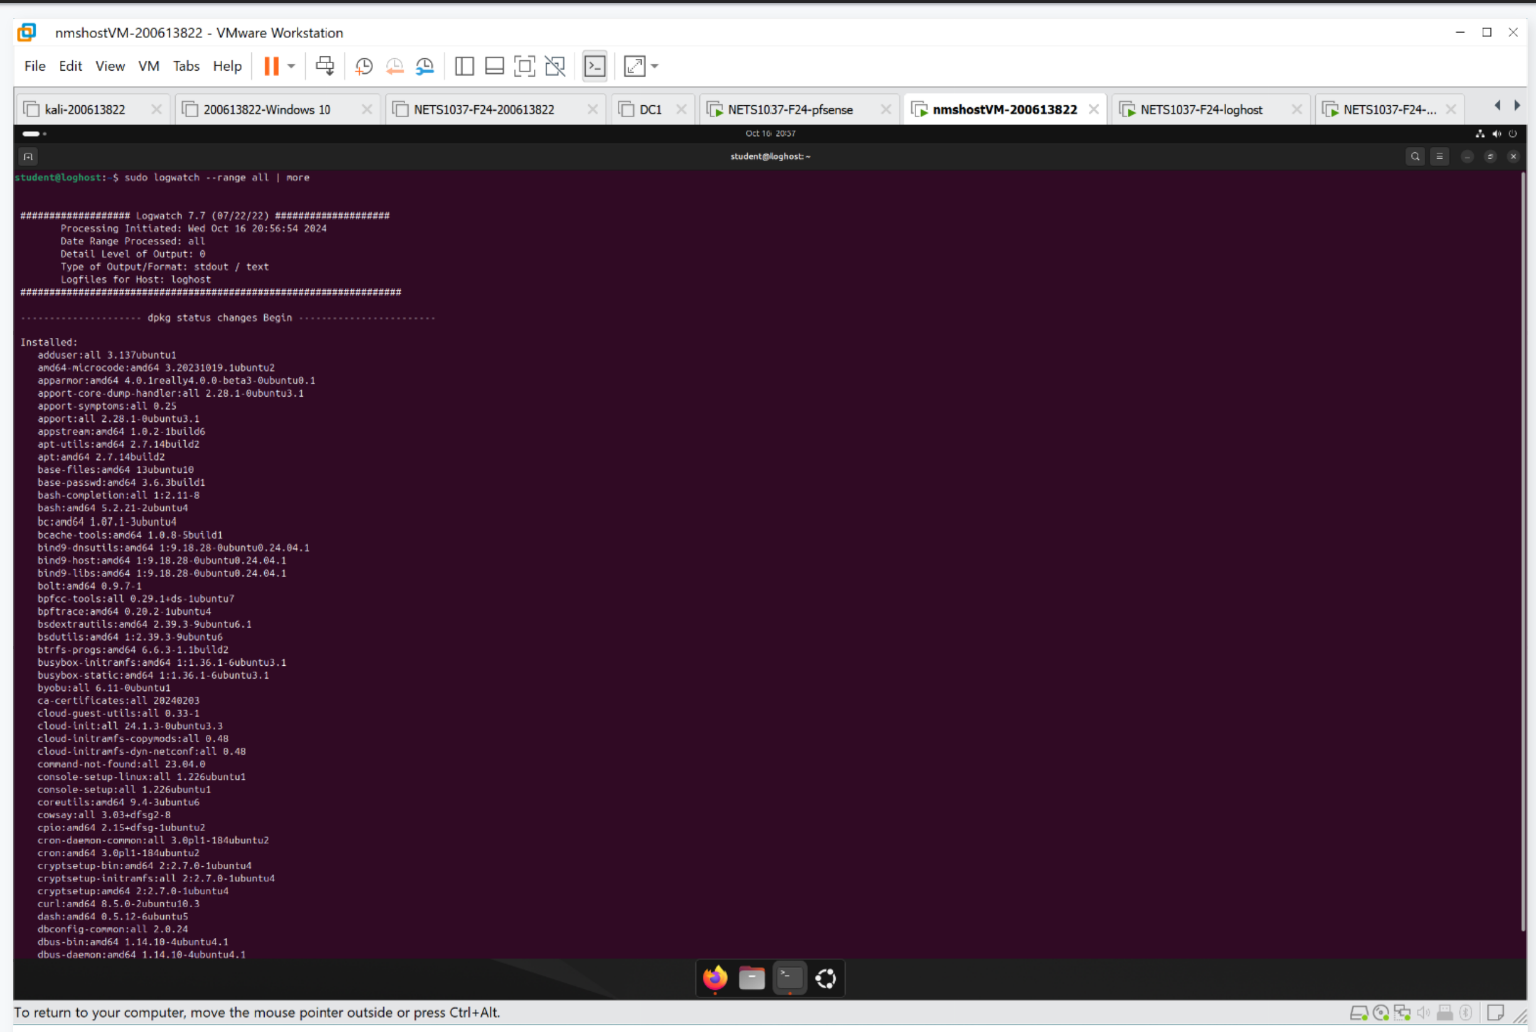 nmshostVM-200613822 - VMware Workstation
File Edit View VM Tabs Help
kali-200613822
200613822-Windows 10
NETS1037-F24-200613822
DC1
NETS1037-F24-pfsense
nmshostVM-200613822
NETS1037-F24-loghost
NETS1037-F24-...
Oct 16 20:57
student@loghost: ~
student@loghost:~$ sudo logwatch --range all | more
################### Logwatch 7.7 (07/22/22) ####################
Processing Initiated: Wed Oct 16 20:56:54 2024
Date Range Processed: all
Detail Level of Output: 0
Type of Output/Format: stdout / text
Logfiles for Host: loghost
##################################################################
--------------------- dpkg status changes Begin ------------------------
Installed:
adduser:all 3.137ubuntu1
amd64-microcode:amd64 3.20231019.1ubuntu2
apparmor:amd64 4.0.1really4.0.0-beta3-0ubuntu0.1
apport-core-dump-handler:all 2.28.1-0ubuntu3.1
apport-symptoms:all 0.25
apport:all 2.28.1-0ubuntu3.1
appstream:amd64 1.0.2-1build6
apt-utils:amd64 2.7.14build2
apt:amd64 2.7.14build2
base-files:amd64 13ubuntu10
base-passwd:amd64 3.6.3build1
bash-completion:all 1:2.11-8
bash:amd64 5.2.21-2ubuntu4
bc:amd64 1.07.1-3ubuntu4
bcache-tools:amd64 1.0.8-5build1
bind9-dnsutils:amd64 1:9.18.28-0ubuntu0.24.04.1
bind9-host:amd64 1:9.18.28-0ubuntu0.24.04.1
bind9-libs:amd64 1:9.18.28-0ubuntu0.24.04.1
bolt:amd64 0.9.7-1
bpfcc-tools:all 0.29.1+ds-1ubuntu7
bpftrace:amd64 0.20.2-1ubuntu4
bsdextrautils:amd64 2.39.3-9ubuntu6.1
bsdutils:amd64 1:2.39.3-9ubuntu6
btrfs-progs:amd64 6.6.3-1.1build2
busybox-initramfs:amd64 1:1.36.1-6ubuntu3.1
busybox-static:amd64 1:1.36.1-6ubuntu3.1
byobu:all 6.11-0ubuntu1
ca-certificates:all 20240203
cloud-guest-utils:all 0.33-1
cloud-init:all 24.1.3-0ubuntu3.3
cloud-initramfs-copymods:all 0.48
cloud-initramfs-dyn-netconf:all 0.48
command-not-found:all 23.04.0
console-setup-linux:all 1.226ubuntu1
console-setup:all 1.226ubuntu1
coreutils:amd64 9.4-3ubuntu6
cowsay:all 3.03+dfsg2-8
cpio:amd64 2.15+dfsg-1ubuntu2
cron-daemon-common:all 3.0pl1-184ubuntu2
cron:amd64 3.0pl1-184ubuntu2
cryptsetup-bin:amd64 2:2.7.0-1ubuntu4
cryptsetup-initramfs:all 2:2.7.0-1ubuntu4
cryptsetup:amd64 2:2.7.0-1ubuntu4
curl:amd64 8.5.0-2ubuntu10.3
dash:amd64 0.5.12-6ubuntu5
dbconfig-common:all 2.0.24
dbus-bin:amd64 1.14.10-4ubuntu4.1
dbus-daemon:amd64 1.14.10-4ubuntu4.1
To return to your computer, move the mouse pointer outside or press Ctrl+Alt.